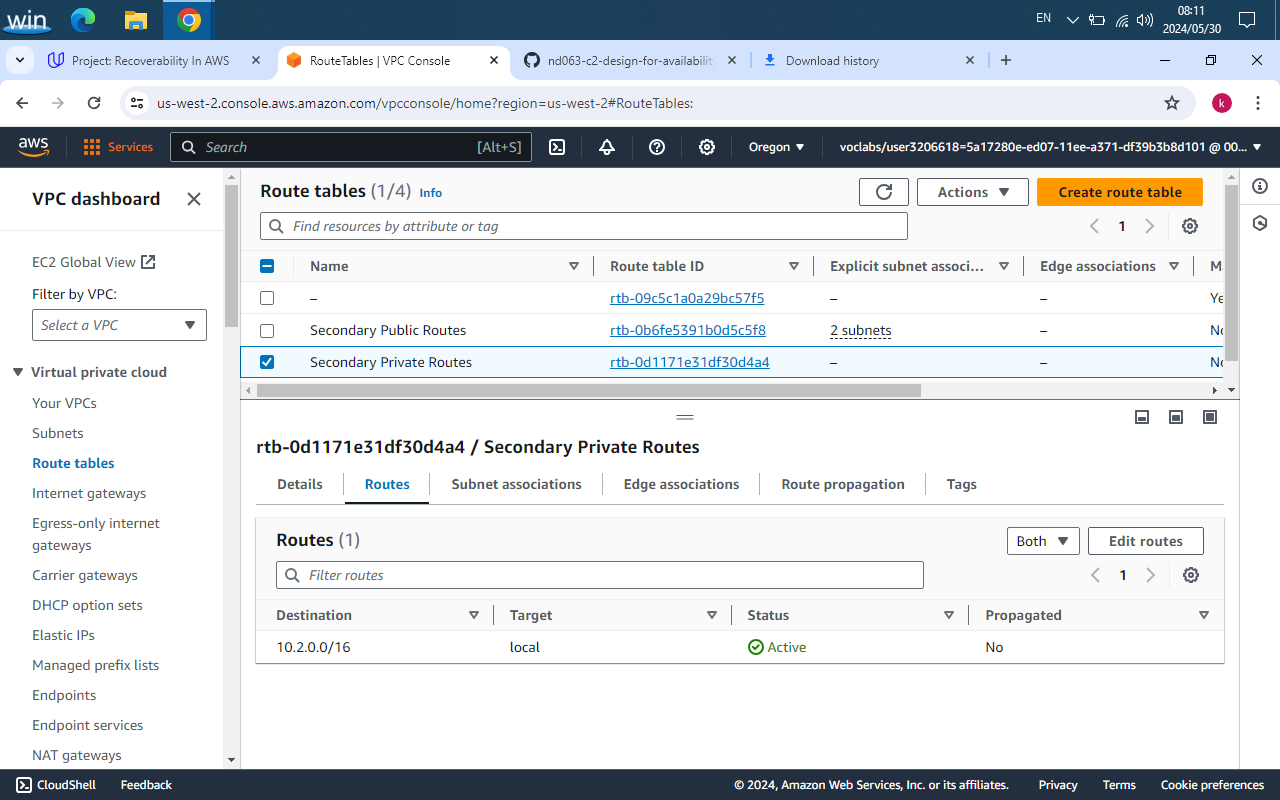 win
EN
08:11
2024/05/30
Project: Recoverability In AWS
RouteTables | VPC Console
nd063-c2-design-for-availability
Download history
us-west-2.console.aws.amazon.com/vpcconsole/home?region=us-west-2#RouteTables:
k
aws
Services
Search
[Alt+S]
Oregon
voclabs/user3206618=5a17280e-ed07-11ee-a371-df39b3b8d101 @ 00...
VPC dashboard
EC2 Global View
Filter by VPC:
Select a VPC
Virtual private cloud
Your VPCs
Subnets
Route tables
Internet gateways
Egress-only internet
gateways
Carrier gateways
DHCP option sets
Elastic IPs
Managed prefix lists
Endpoints
Endpoint services
NAT gateways
Route tables (1/4) Info
Actions
Create route table
Find resources by attribute or tag
1
Name Route table ID Explicit subnet associ... Edge associations
– rtb-09c5c1a0a29bc57f5 – –
Secondary Public Routes rtb-0b6fe5391b0d5c5f8 2 subnets –
Secondary Private Routes rtb-0d1171e31df30d4a4 – –
rtb-0d1171e31df30d4a4 / Secondary Private Routes
Details Routes Subnet associations Edge associations Route propagation Tags
Routes (1)
Both
Edit routes
Filter routes
1
Destination Target Status Propagated
10.2.0.0/16 local Active No
CloudShell Feedback
© 2024, Amazon Web Services, Inc. or its affiliates. Privacy Terms Cookie preferences